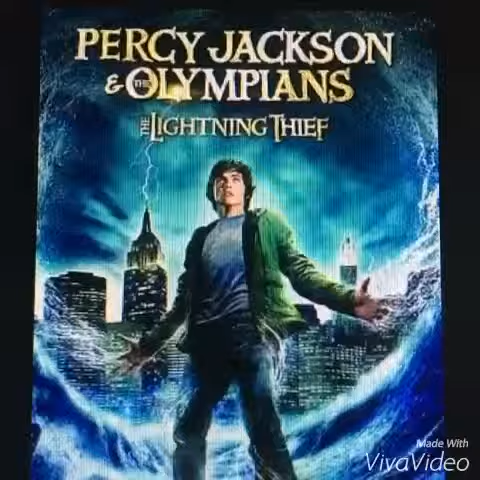 PERCY JACKSON
& THE OLYMPIANS
THE LIGHTNING THIEF
Made With
VivaVideo